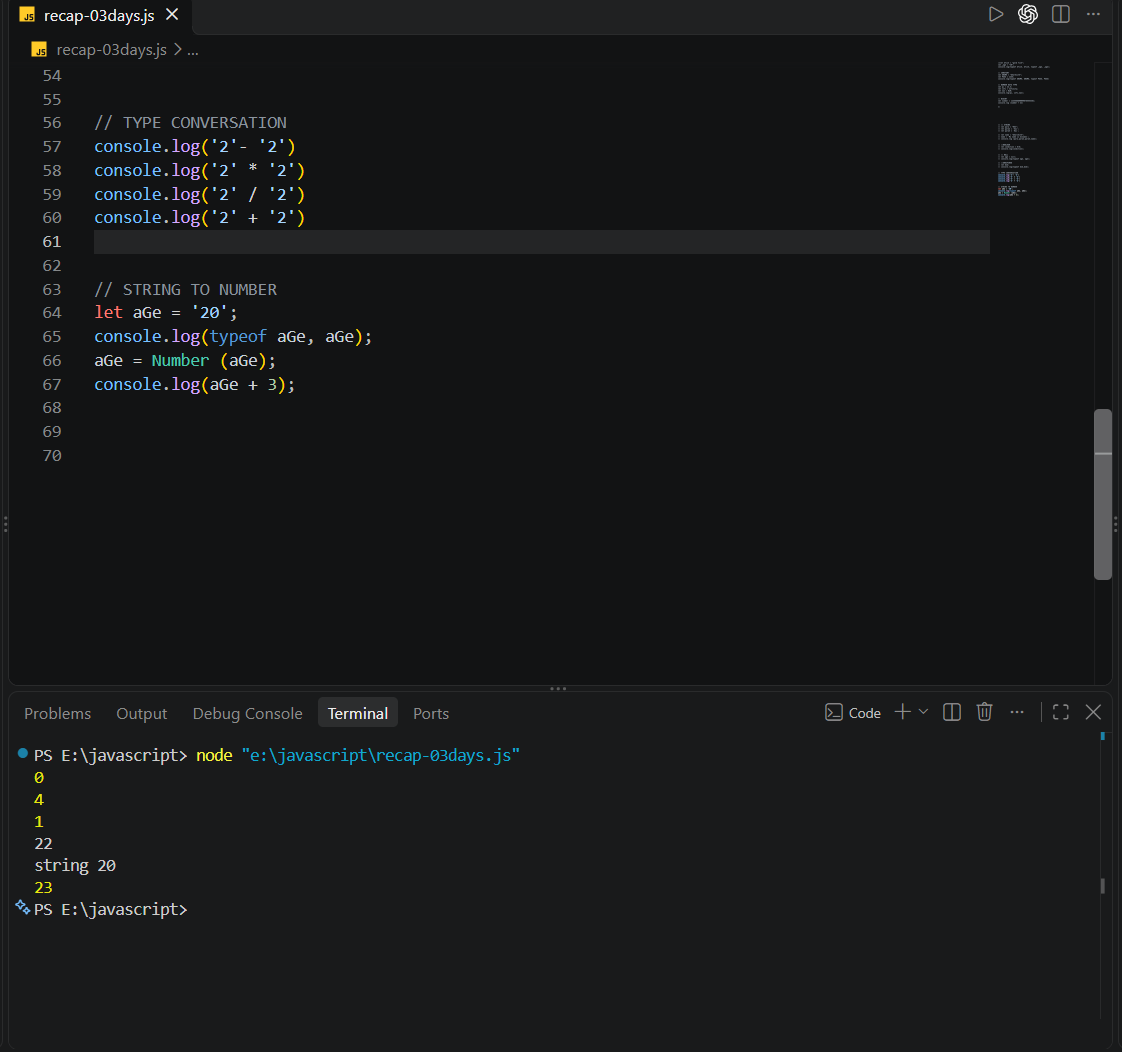 JS recap-03days.js
JS recap-03days.js > ...
54
55
56 // TYPE CONVERSATION
57 console.log('2'- '2')
58 console.log('2' * '2')
59 console.log('2' / '2')
60 console.log('2' + '2')
61
62
63 // STRING TO NUMBER
64 let aGe = '20';
65 console.log(typeof aGe, aGe);
66 aGe = Number (aGe);
67 console.log(aGe + 3);
68
69
70
Problems Output Debug Console Terminal Ports Code
PS E:\javascript> node "e:\javascript\recap-03days.js"
0
4
1
22
string 20
23
PS E:\javascript>